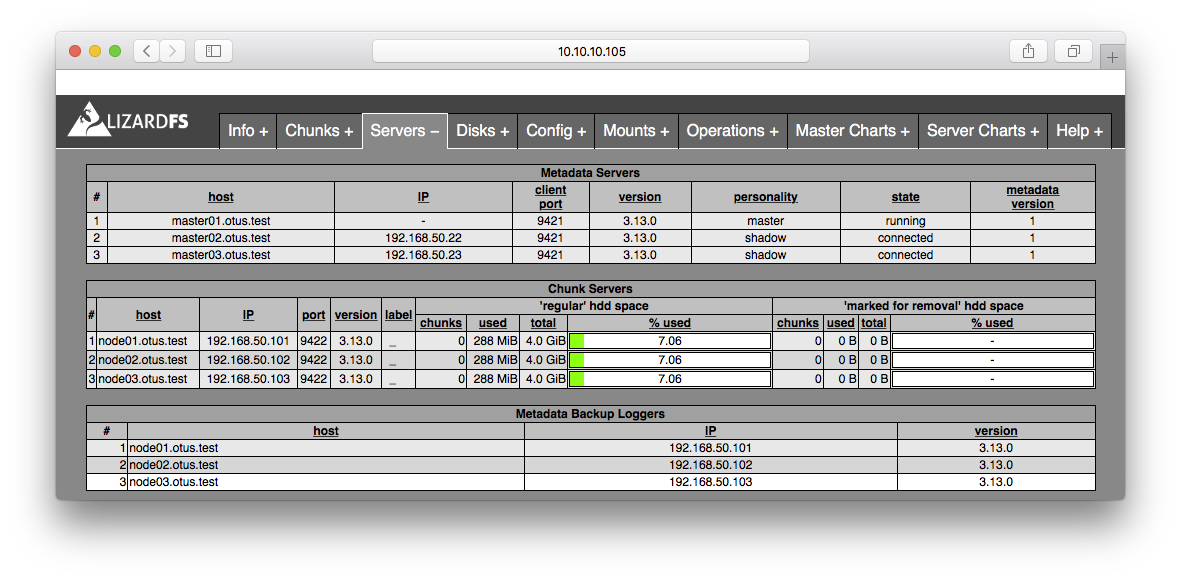 10.10.10.105
LIZARDFS
Info + Chunks + Servers – Disks + Config + Mounts + Operations + Master Charts + Server Charts + Help +
Metadata Servers
# host IP client port version personality state metadata version
1 master01.otus.test - 9421 3.13.0 master running 1
2 master02.otus.test 192.168.50.22 9421 3.13.0 shadow connected 1
3 master03.otus.test 192.168.50.23 9421 3.13.0 shadow connected 1
Chunk Servers
# host IP port version label 'regular' hdd space 'marked for removal' hdd space
chunks used total % used chunks used total % used
1 node01.otus.test 192.168.50.101 9422 3.13.0 _ 0 288 MiB 4.0 GiB 7.06 0 0 B 0 B -
2 node02.otus.test 192.168.50.102 9422 3.13.0 _ 0 288 MiB 4.0 GiB 7.06 0 0 B 0 B -
3 node03.otus.test 192.168.50.103 9422 3.13.0 _ 0 288 MiB 4.0 GiB 7.06 0 0 B 0 B -
Metadata Backup Loggers
# host IP version
1 node01.otus.test 192.168.50.101 3.13.0
2 node02.otus.test 192.168.50.102 3.13.0
3 node03.otus.test 192.168.50.103 3.13.0